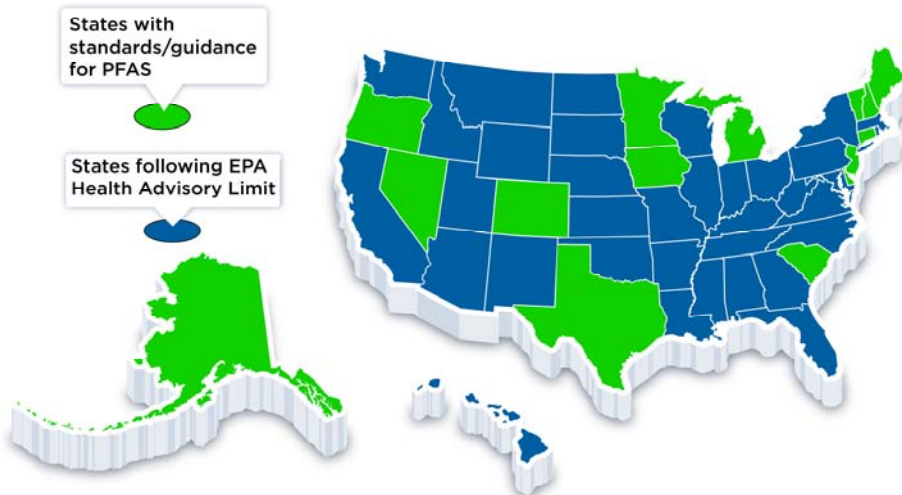 States with
standards/guidance
for PFAS
States following EPA
Health Advisory Limit